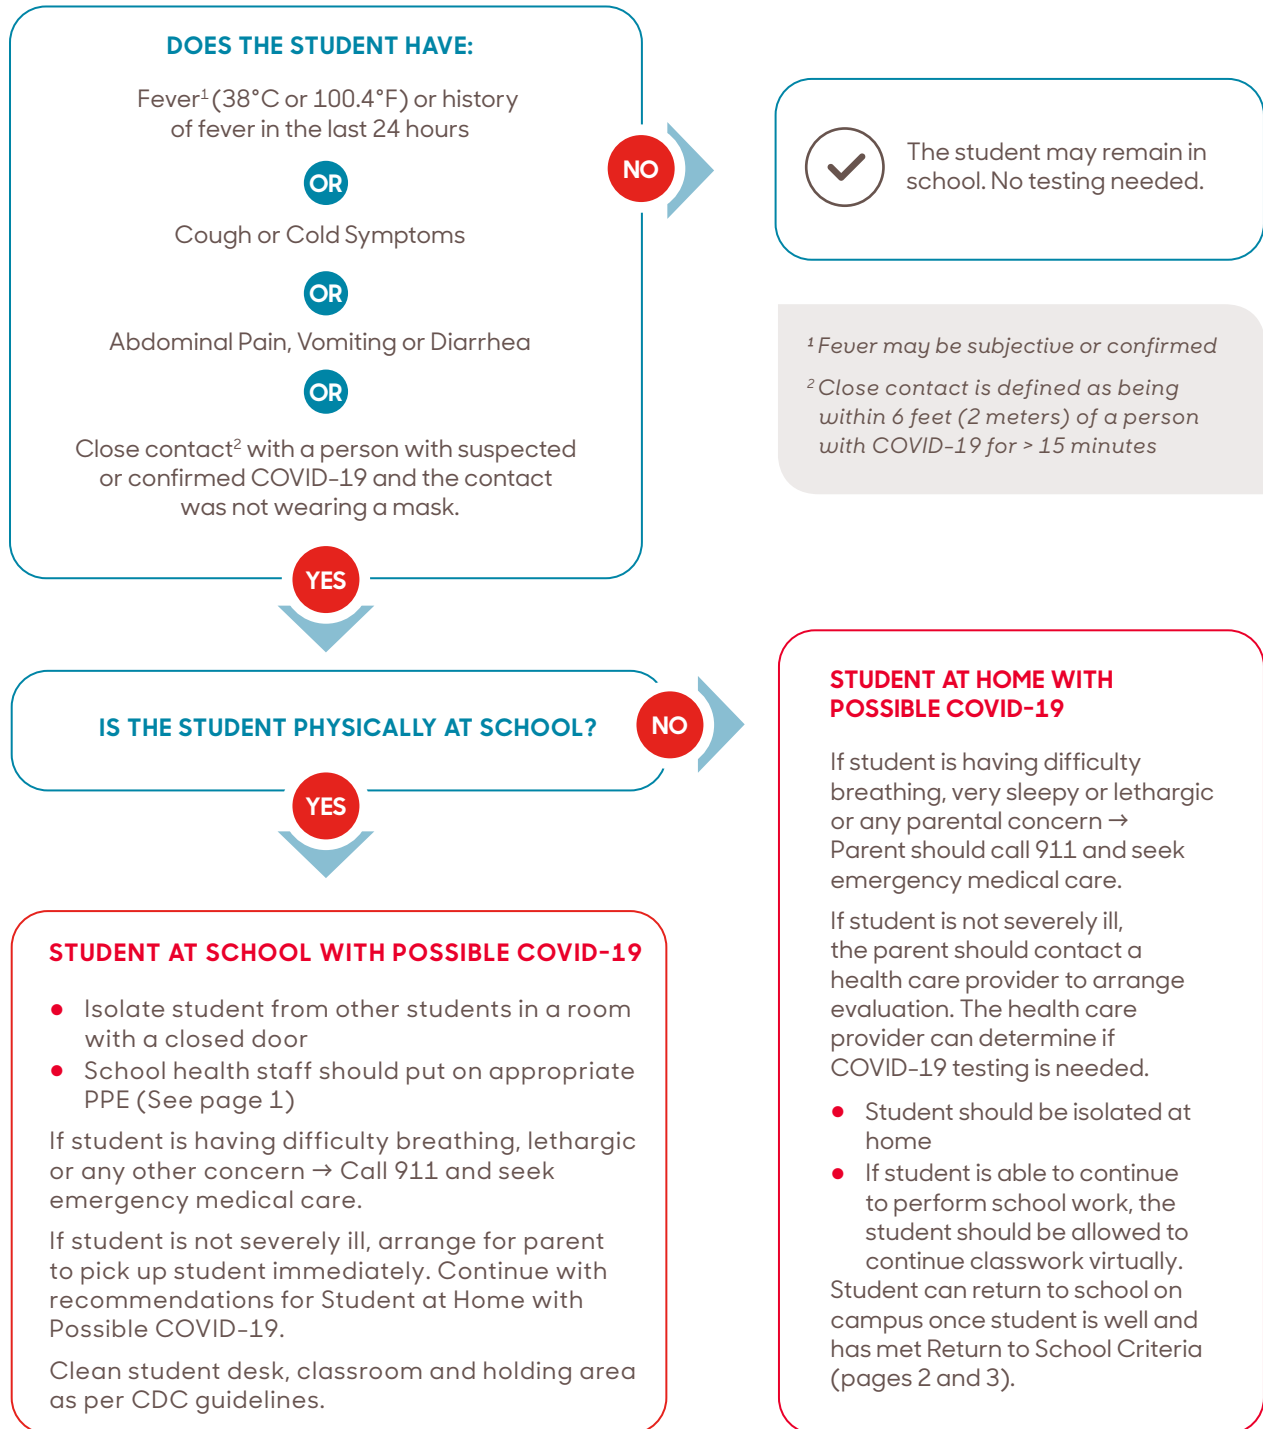 DOES THE STUDENT HAVE:
Fever¹ (38°C or 100.4°F) or history
of fever in the last 24 hours
OR
Cough or Cold Symptoms
OR
Abdominal Pain, Vomiting or Diarrhea
OR
Close contact² with a person with suspected
or confirmed COVID-19 and the contact
was not wearing a mask.
NO
The student may remain in
school. No testing needed.
¹ Fever may be subjective or confirmed
² Close contact is defined as being
within 6 feet (2 meters) of a person
with COVID-19 for > 15 minutes
YES
IS THE STUDENT PHYSICALLY AT SCHOOL?
NO
YES
STUDENT AT SCHOOL WITH POSSIBLE COVID-19
● Isolate student from other students in a room
with a closed door
● School health staff should put on appropriate
PPE (See page 1)
If student is having difficulty breathing, lethargic
or any other concern → Call 911 and seek
emergency medical care.
If student is not severely ill, arrange for parent
to pick up student immediately. Continue with
recommendations for Student at Home with
Possible COVID-19.
Clean student desk, classroom and holding area
as per CDC guidelines.
STUDENT AT HOME WITH
POSSIBLE COVID-19
If student is having difficulty
breathing, very sleepy or lethargic
or any parental concern →
Parent should call 911 and seek
emergency medical care.
If student is not severely ill,
the parent should contact a
health care provider to arrange
evaluation. The health care
provider can determine if
COVID-19 testing is needed.
● Student should be isolated at
home
● If student is able to continue
to perform school work, the
student should be allowed to
continue classwork virtually.
Student can return to school on
campus once student is well and
has met Return to School Criteria
(pages 2 and 3).